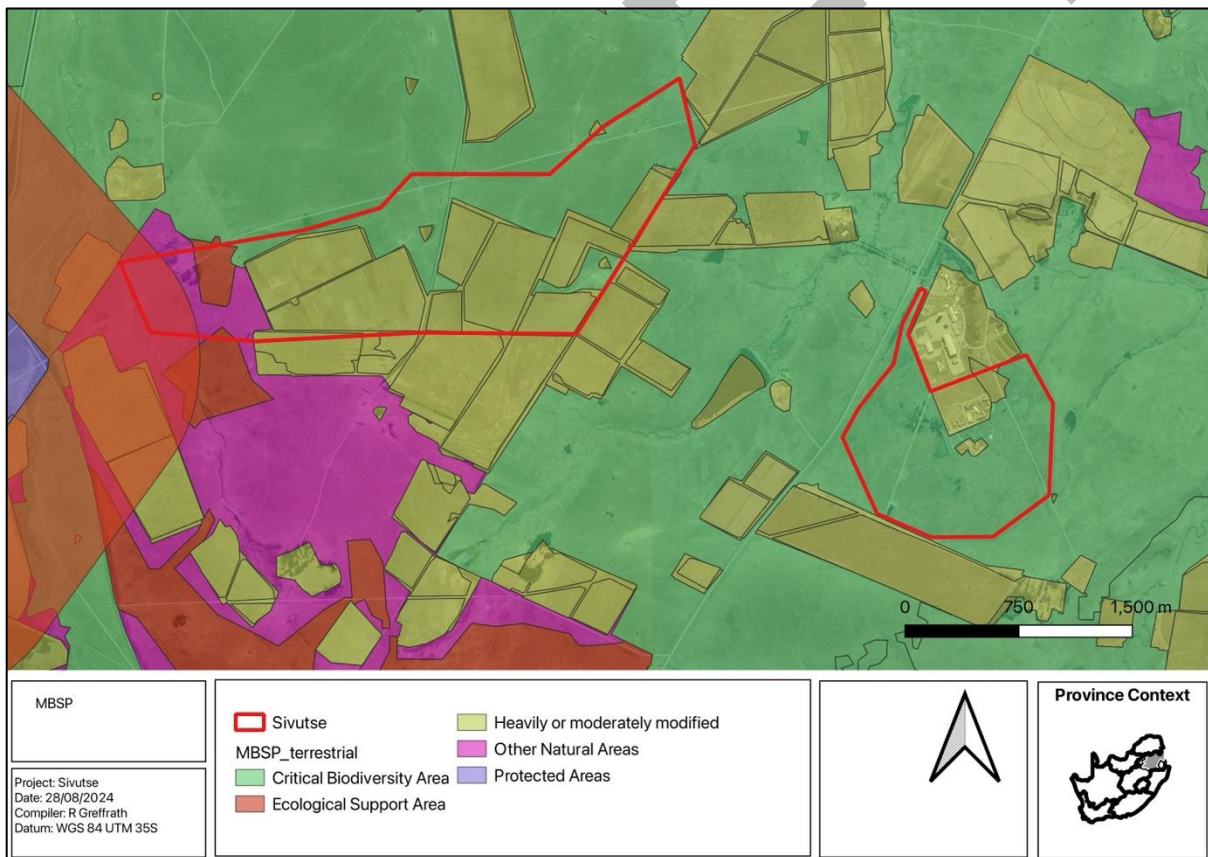 0 750 1,500 m
MBSP
Project: Sivutse
Date: 28/08/2024
Compiler: R Greffrath
Datum: WGS 84 UTM 35S
Sivutse
MBSP_terrestrial
Critical Biodiversity Area
Ecological Support Area
Heavily or moderately modified
Other Natural Areas
Protected Areas
Province Context